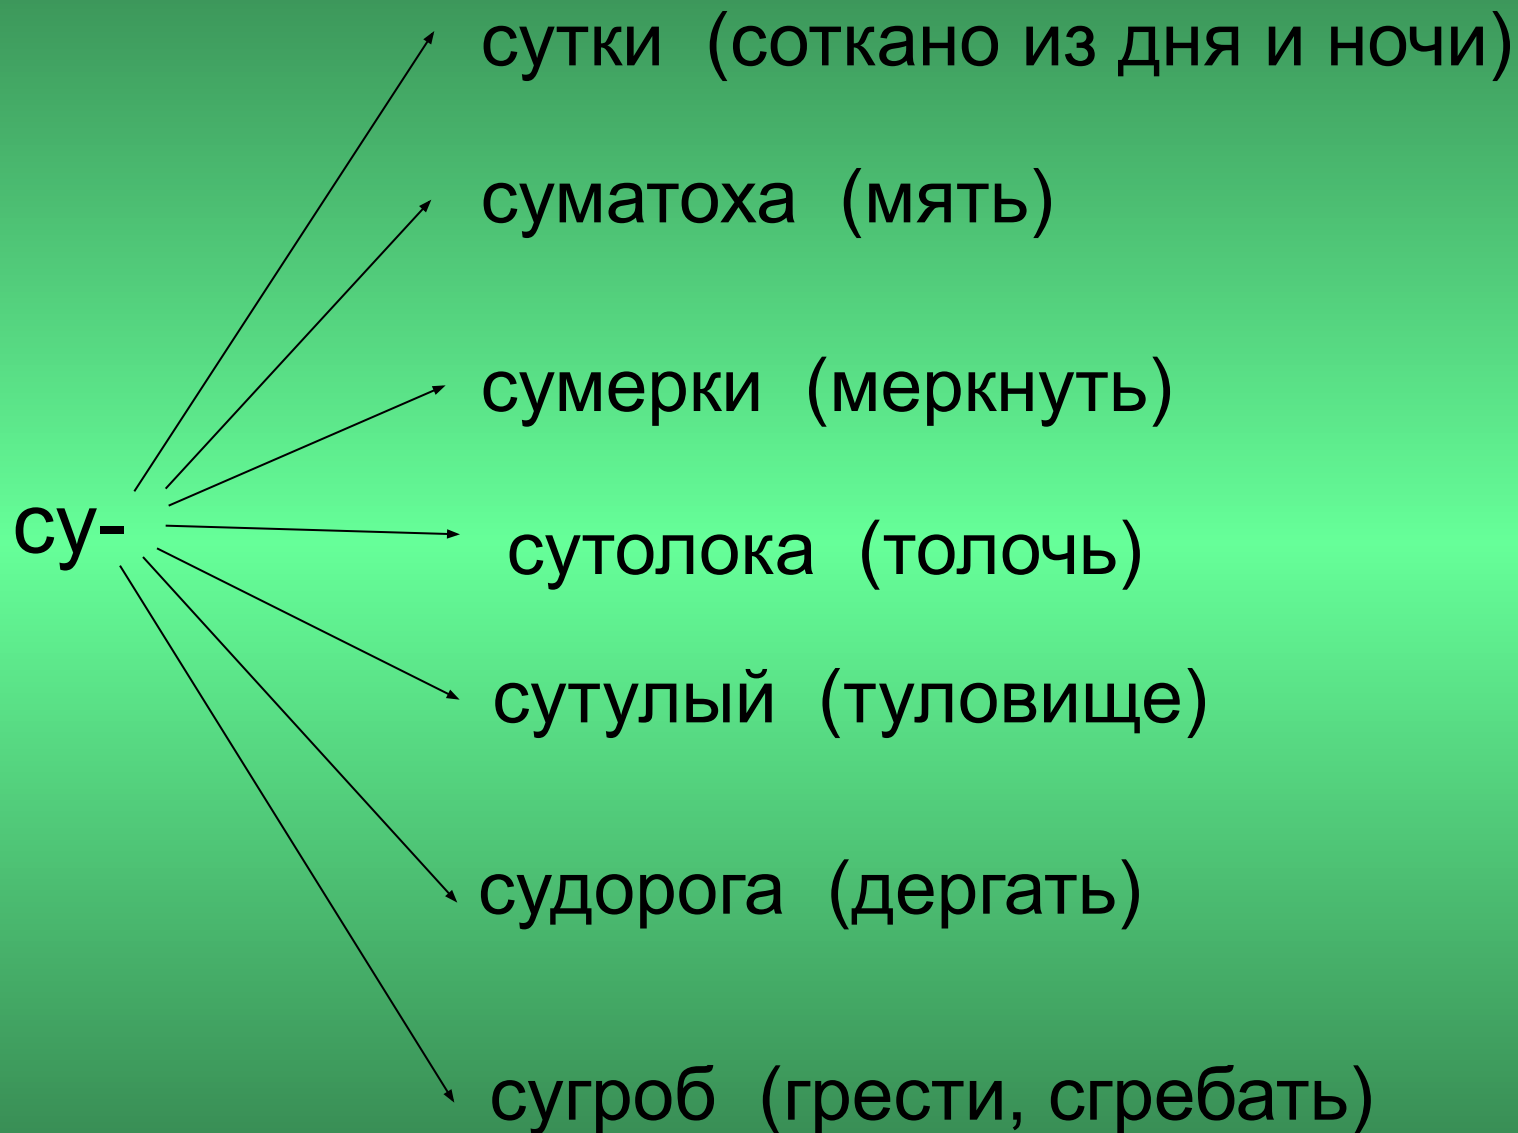 сутки (соткано из дня и ночи)
суматоха (мять)
сумерки (меркнуть)
су-
сутолока (толочь)
сутулый (туловище)
судорога (дергать)
сугроб (грести, сгребать)